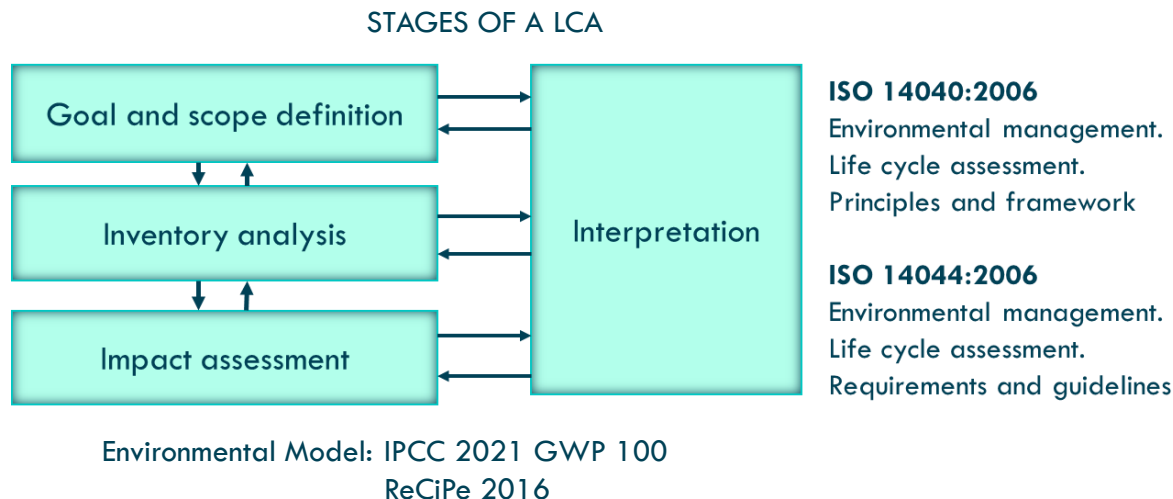 STAGES OF A LCA
Goal and scope definition
Inventory analysis
Impact assessment
Interpretation
ISO 14040:2006
Environmental management.
Life cycle assessment.
Principles and framework
ISO 14044:2006
Environmental management.
Life cycle assessment.
Requirements and guidelines
Environmental Model: IPCC 2021 GWP 100
ReCiPe 2016